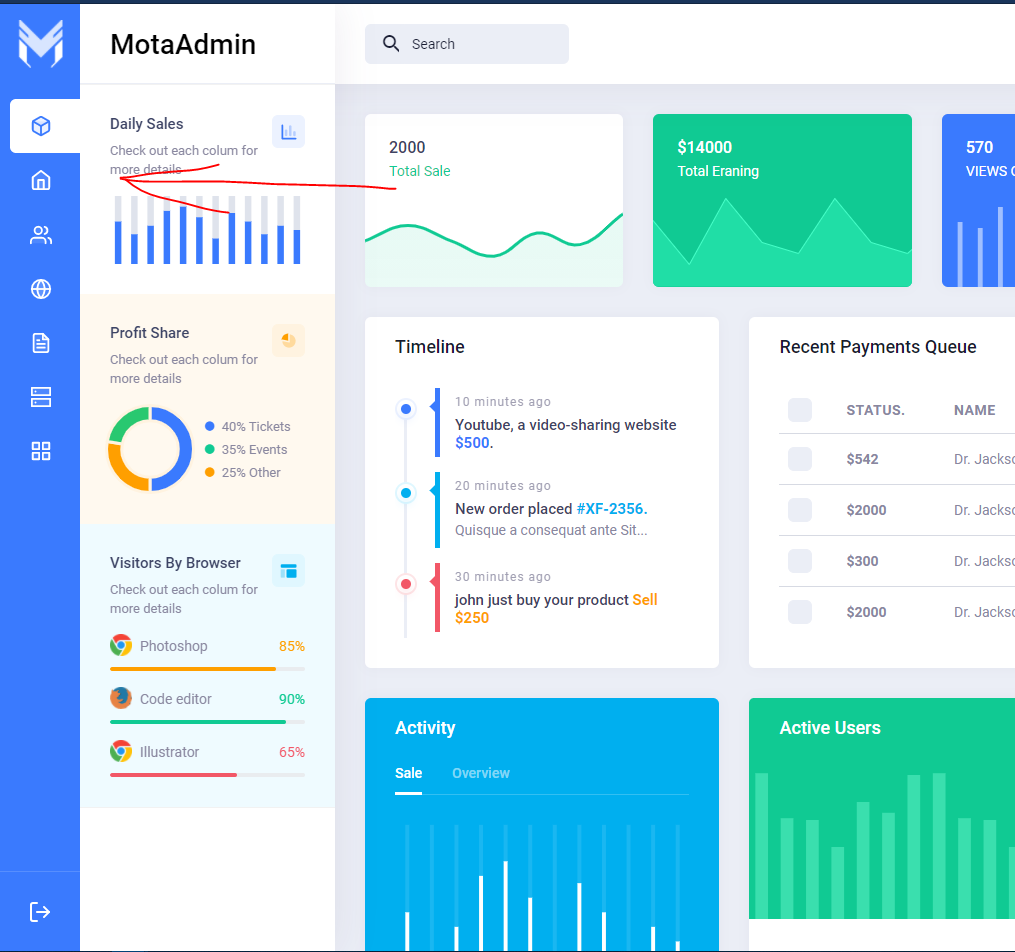 MotaAdmin
Search
Daily Sales
Check out each colum for
more details
Profit Share
Check out each colum for
more details
40% Tickets
35% Events
25% Other
Visitors By Browser
Check out each colum for
more details
Photoshop 85%
Code editor 90%
Illustrator 65%
2000
Total Sale
$14000
Total Eraning
570
VIEWS
Timeline
10 minutes ago
Youtube, a video-sharing website
$500.
20 minutes ago
New order placed #XF-2356.
Quisque a consequat ante Sit...
30 minutes ago
john just buy your product Sell
$250
Recent Payments Queue
STATUS. NAME
$542 Dr.
$2000 Dr.
$300 Dr.
$2000 Dr.
Activity
Sale Overview
Active Users